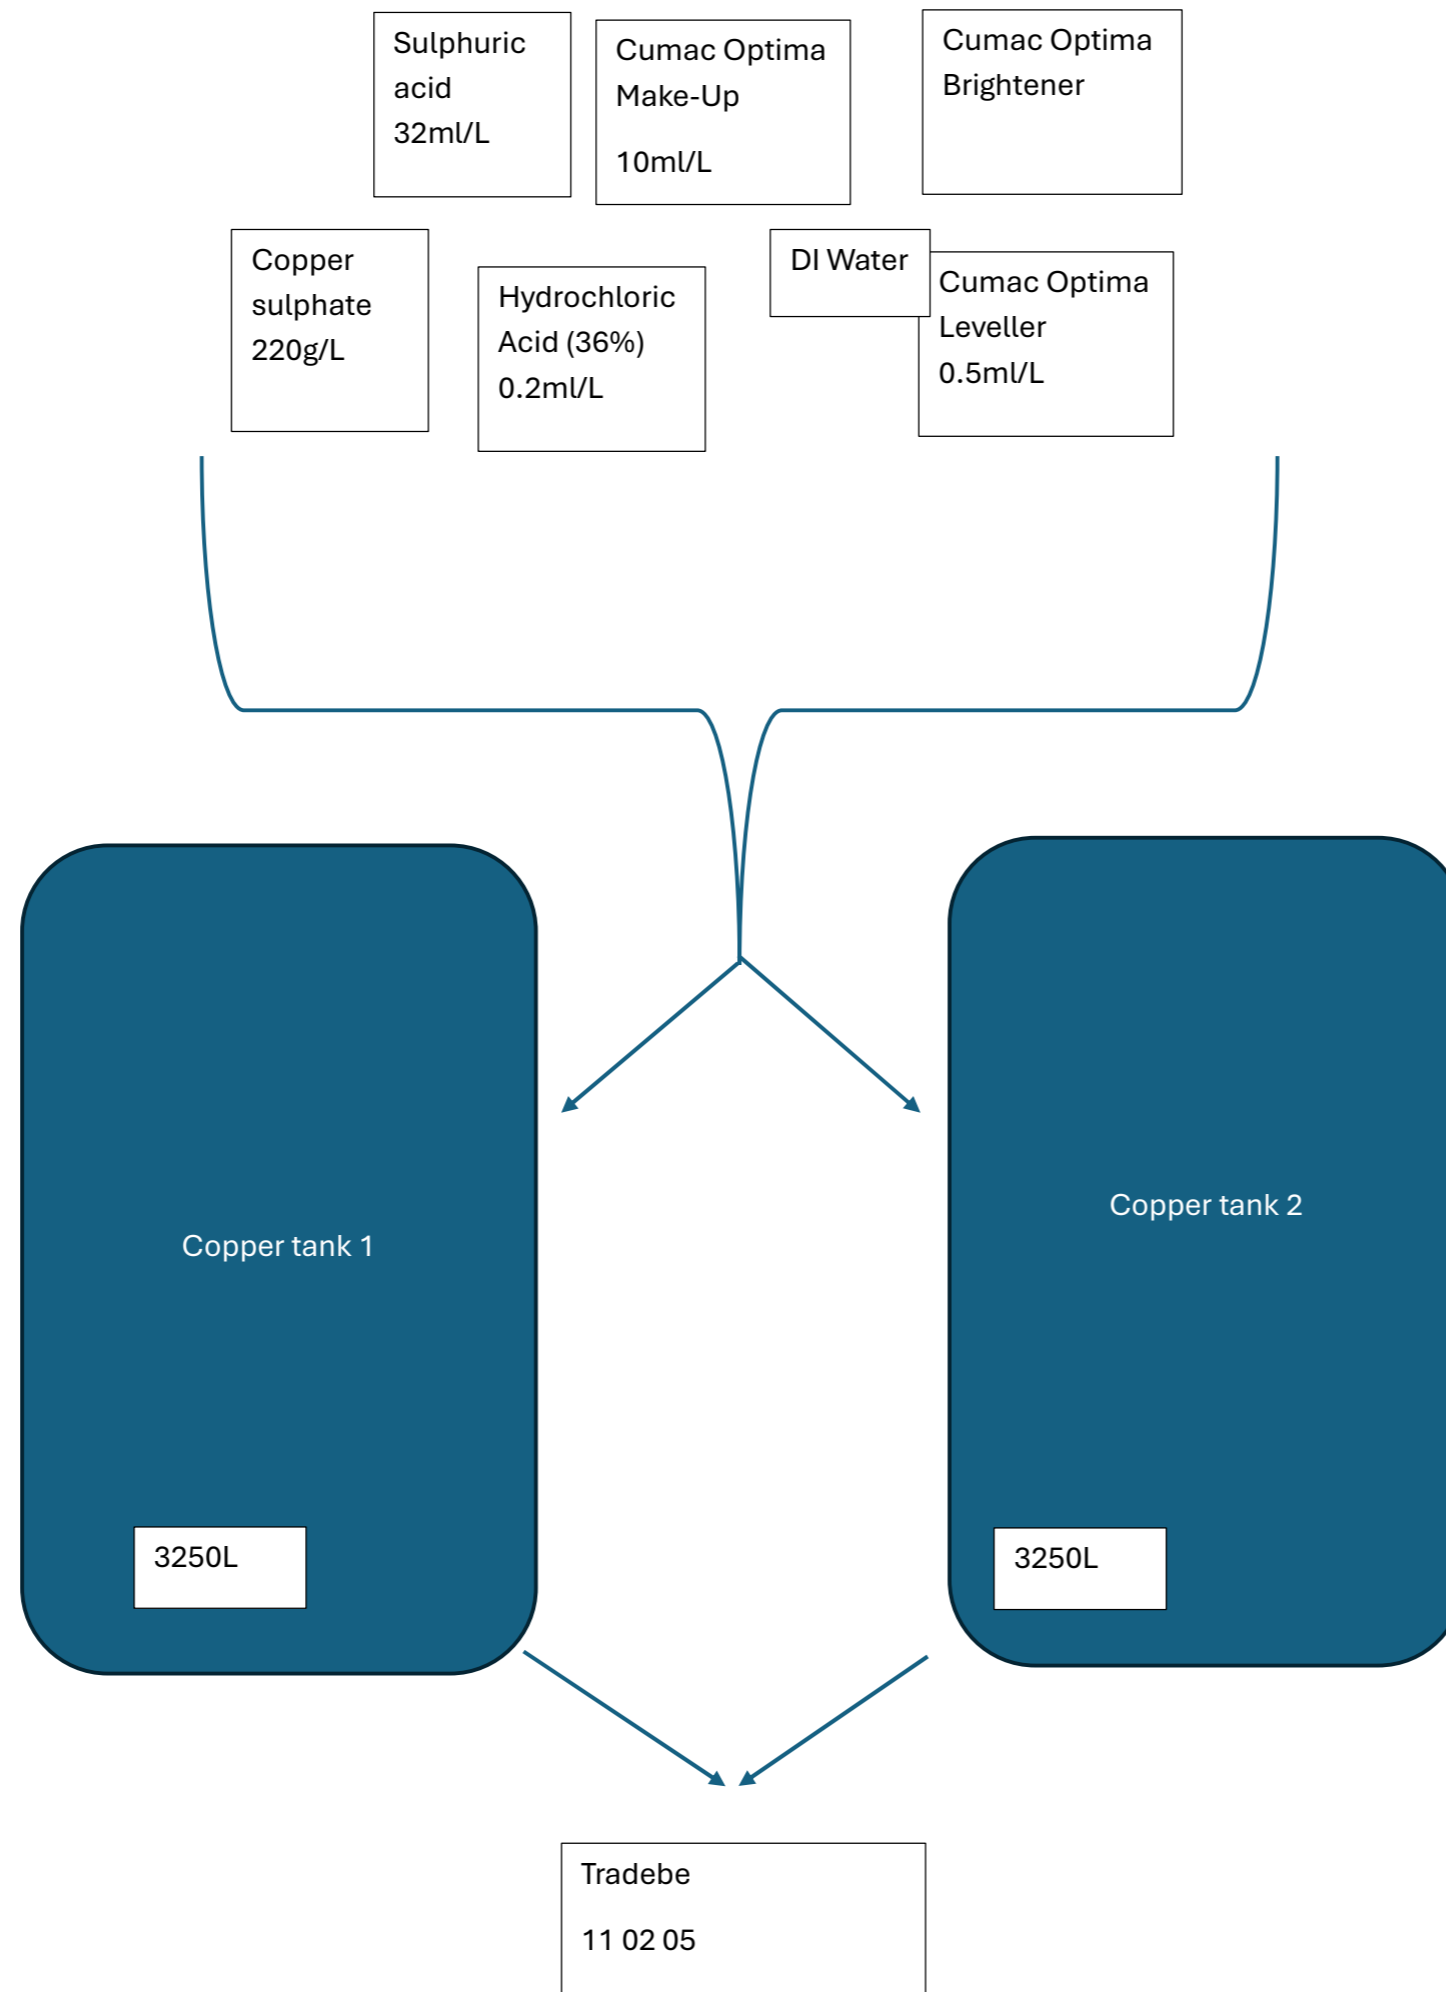 Sulphuric
acid
32ml/L
Cumac Optima
Make-Up
10ml/L
Cumac Optima
Brightener
Copper
sulphate
220g/L
Hydrochloric
Acid (36%)
0.2ml/L
DI Water
Cumac Optima
Leveller
0.5ml/L
Copper tank 1
Copper tank 2
3250L
3250L
Tradebe
11 02 05